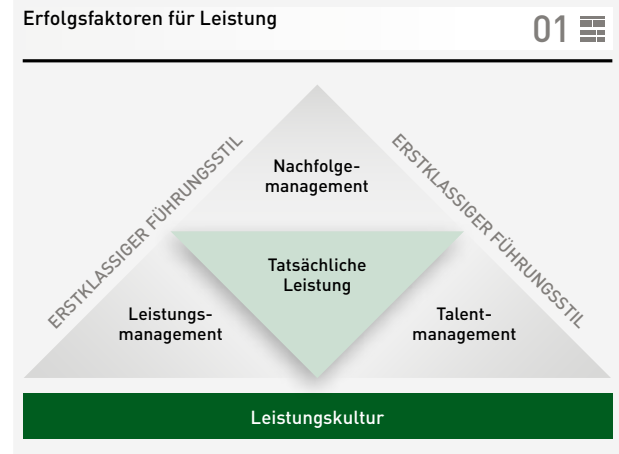 Erfolgsfaktoren für Leistung
01
ERSTKLASSIGER FÜHRUNGSSTIL
ERSTKLASSIGER FÜHRUNGSSTIL
Nachfolge-
management
Tatsächliche
Leistung
Leistungs-
management
Talent-
management
Leistungskultur